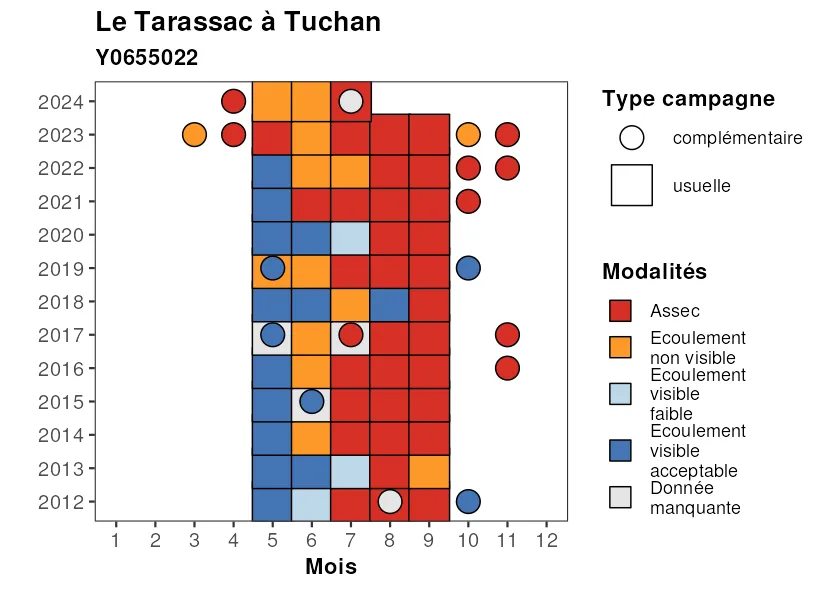 Le Tarassac à Tuchan
Y0655022
2024
2023
2022
2021
2020
2019
2018
2017
2016
2015
2014
2013
2012
1 2 3 4 5 6 7 8 9 10 11 12
Mois
Type campagne
complémentaire
usuelle
Modalités
Assec
Ecoulement
non visible
Ecoulement
visible
faible
Ecoulement
visible
acceptable
Donnée
manquante